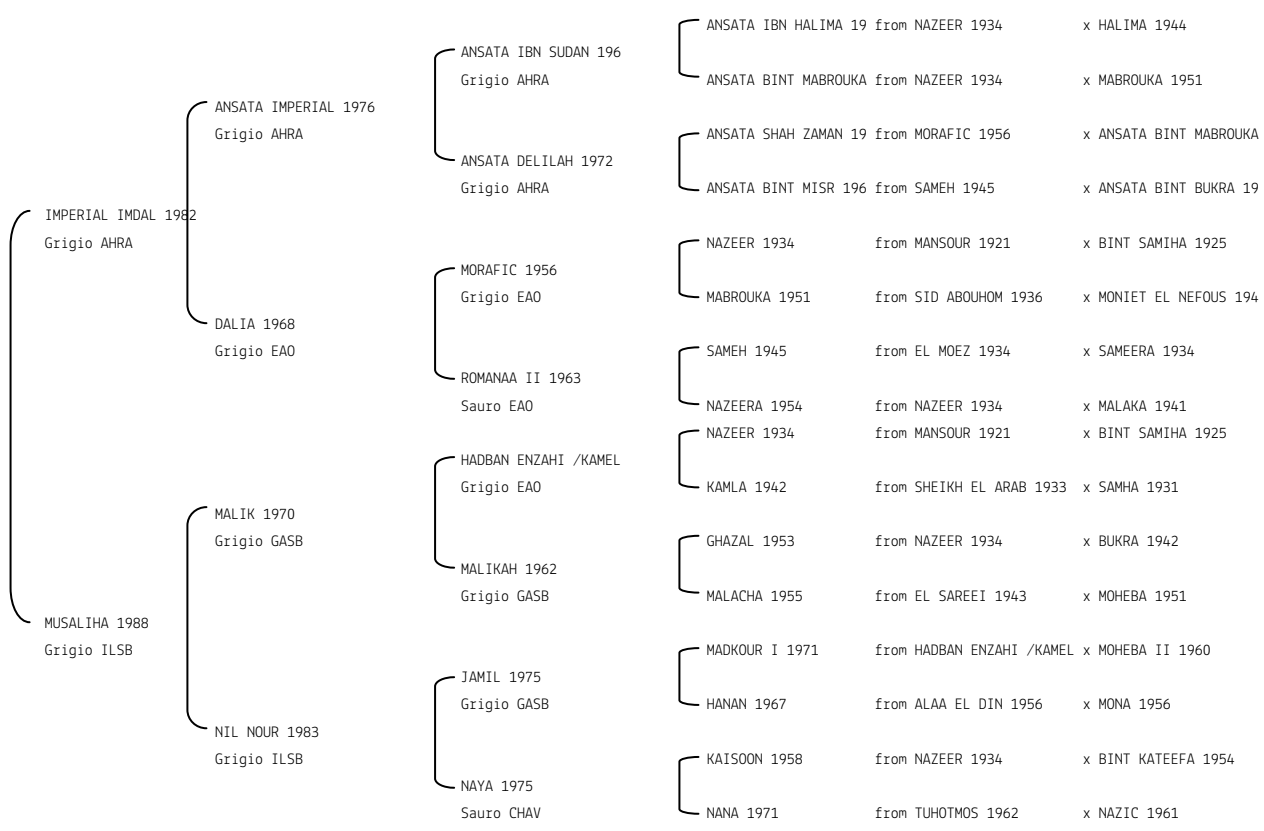 ANSATA IBN HALIMA 19 from NAZEER 1934 x HALIMA 1944
ANSATA IBN SUDAN 196
Grigio AHRA ANSATA BINT MABROUKA from NAZEER 1934 x MABROUKA 1951
ANSATA IMPERIAL 1976
Grigio AHRA ANSATA SHAH ZAMAN 19 from MORAFIC 1956 x ANSATA BINT MABROUKA
ANSATA DELILAH 1972
Grigio AHRA ANSATA BINT MISR 196 from SAMEH 1945 x ANSATA BINT BUKRA 19
IMPERIAL IMDAL 1982
Grigio AHRA NAZEER 1934 from MANSOUR 1921 x BINT SAMIHA 1925
MORAFIC 1956
Grigio EAO MABROUKA 1951 from SID ABOUHOM 1936 x MONIET EL NEFOUS 194
DALIA 1968
Grigio EAO SAMEH 1945 from EL MOEZ 1934 x SAMEERA 1934
ROMANAA II 1963
Sauro EAO NAZEERA 1954 from NAZEER 1934 x MALAKA 1941
NAZEER 1934 from MANSOUR 1921 x BINT SAMIHA 1925
HADBAN ENZAHI /KAMEL
Grigio EAO KAMLA 1942 from SHEIKH EL ARAB 1933 x SAMHA 1931
MALIK 1970
Grigio GASB GHAZAL 1953 from NAZEER 1934 x BUKRA 1942
MALIKAH 1962
Grigio GASB MALACHA 1955 from EL SAREEI 1943 x MOHEBA 1951
MUSALIHA 1988
Grigio ILSB MADKOUR I 1971 from HADBAN ENZAHI /KAMEL x MOHEBA II 1960
JAMIL 1975
Grigio GASB HANAN 1967 from ALAA EL DIN 1956 x MONA 1956
NIL NOUR 1983
Grigio ILSB KAISOON 1958 from NAZEER 1934 x BINT KATEEFA 1954
NAYA 1975
Sauro CHAV NANA 1971 from TUHOTMOS 1962 x NAZIC 1961